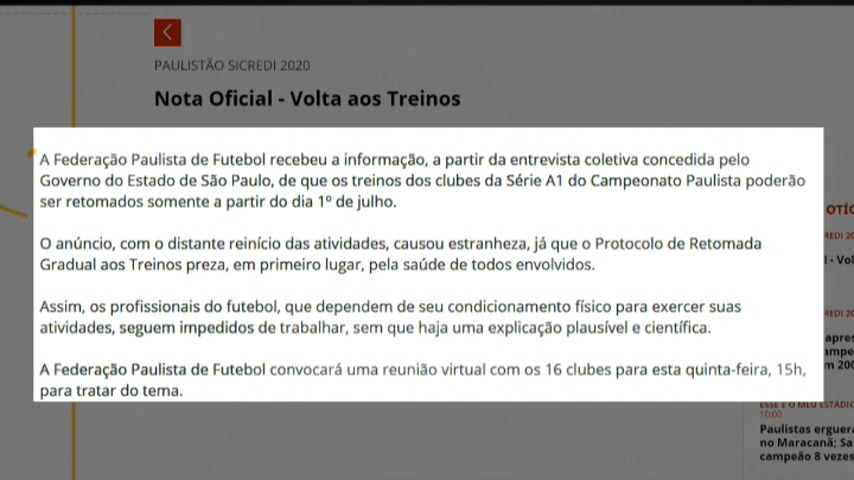 PAULISTÃO SICREDI 2020
Nota Oficial - Volta aos Treinos
A Federação Paulista de Futebol recebeu a informação, a partir da entrevista coletiva concedida pelo
Governo do Estado de São Paulo, de que os treinos dos clubes da Série A1 do Campeonato Paulista poderão
ser retomados somente a partir do dia 1º de julho.
O anúncio, com o distante reinício das atividades, causou estranheza, já que o Protocolo de Retomada
Gradual aos Treinos preza, em primeiro lugar, pela saúde de todos envolvidos.
Assim, os profissionais do futebol, que dependem de seu condicionamento físico para exercer suas
atividades, seguem impedidos de trabalhar, sem que haja uma explicação plausível e científica.
A Federação Paulista de Futebol convocará uma reunião virtual com os 16 clubes para esta quinta-feira, 15h,
para tratar do tema.
ESSE É O MEU ESTÁDIO
10:00
Paulistas erguera
no Maracanã; Sa
campeão 8 vezes